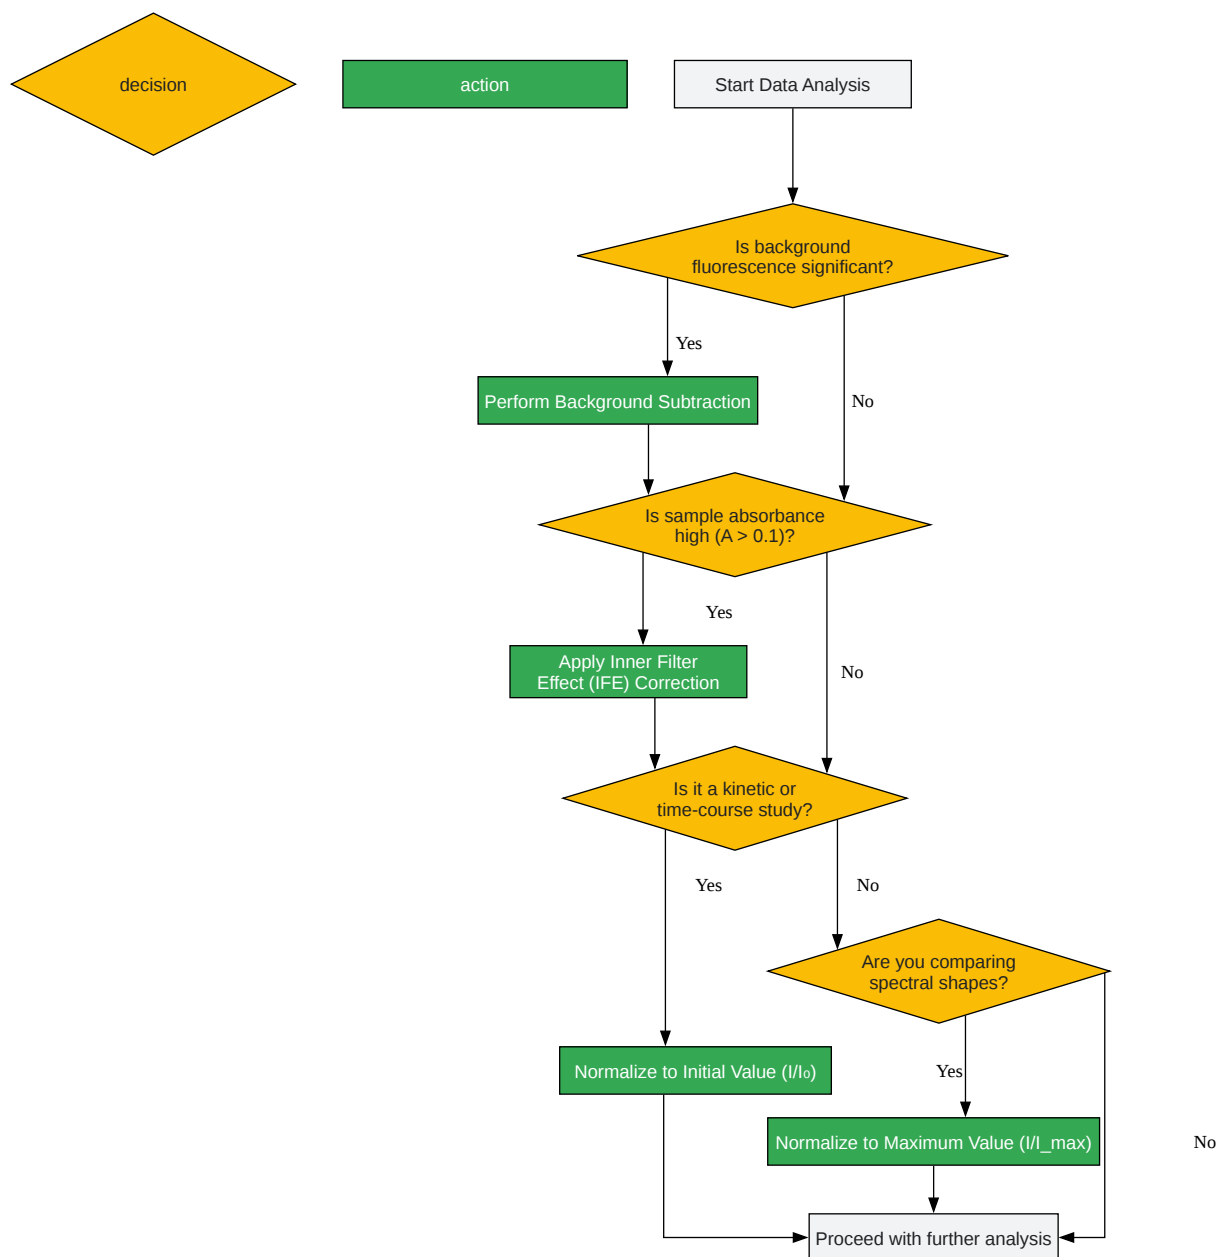 decision
action
Start Data Analysis
Is background
fluorescence significant?
Yes
Perform Background Subtraction
No
Is sample absorbance
high (A > 0.1)?
Yes
Apply Inner Filter
Effect (IFE) Correction
No
Is it a kinetic or
time-course study?
Yes
No
Are you comparing
spectral shapes?
Normalize to Initial Value (I/I₀)
Yes
Normalize to Maximum Value (I/I_max)
No
Proceed with further analysis